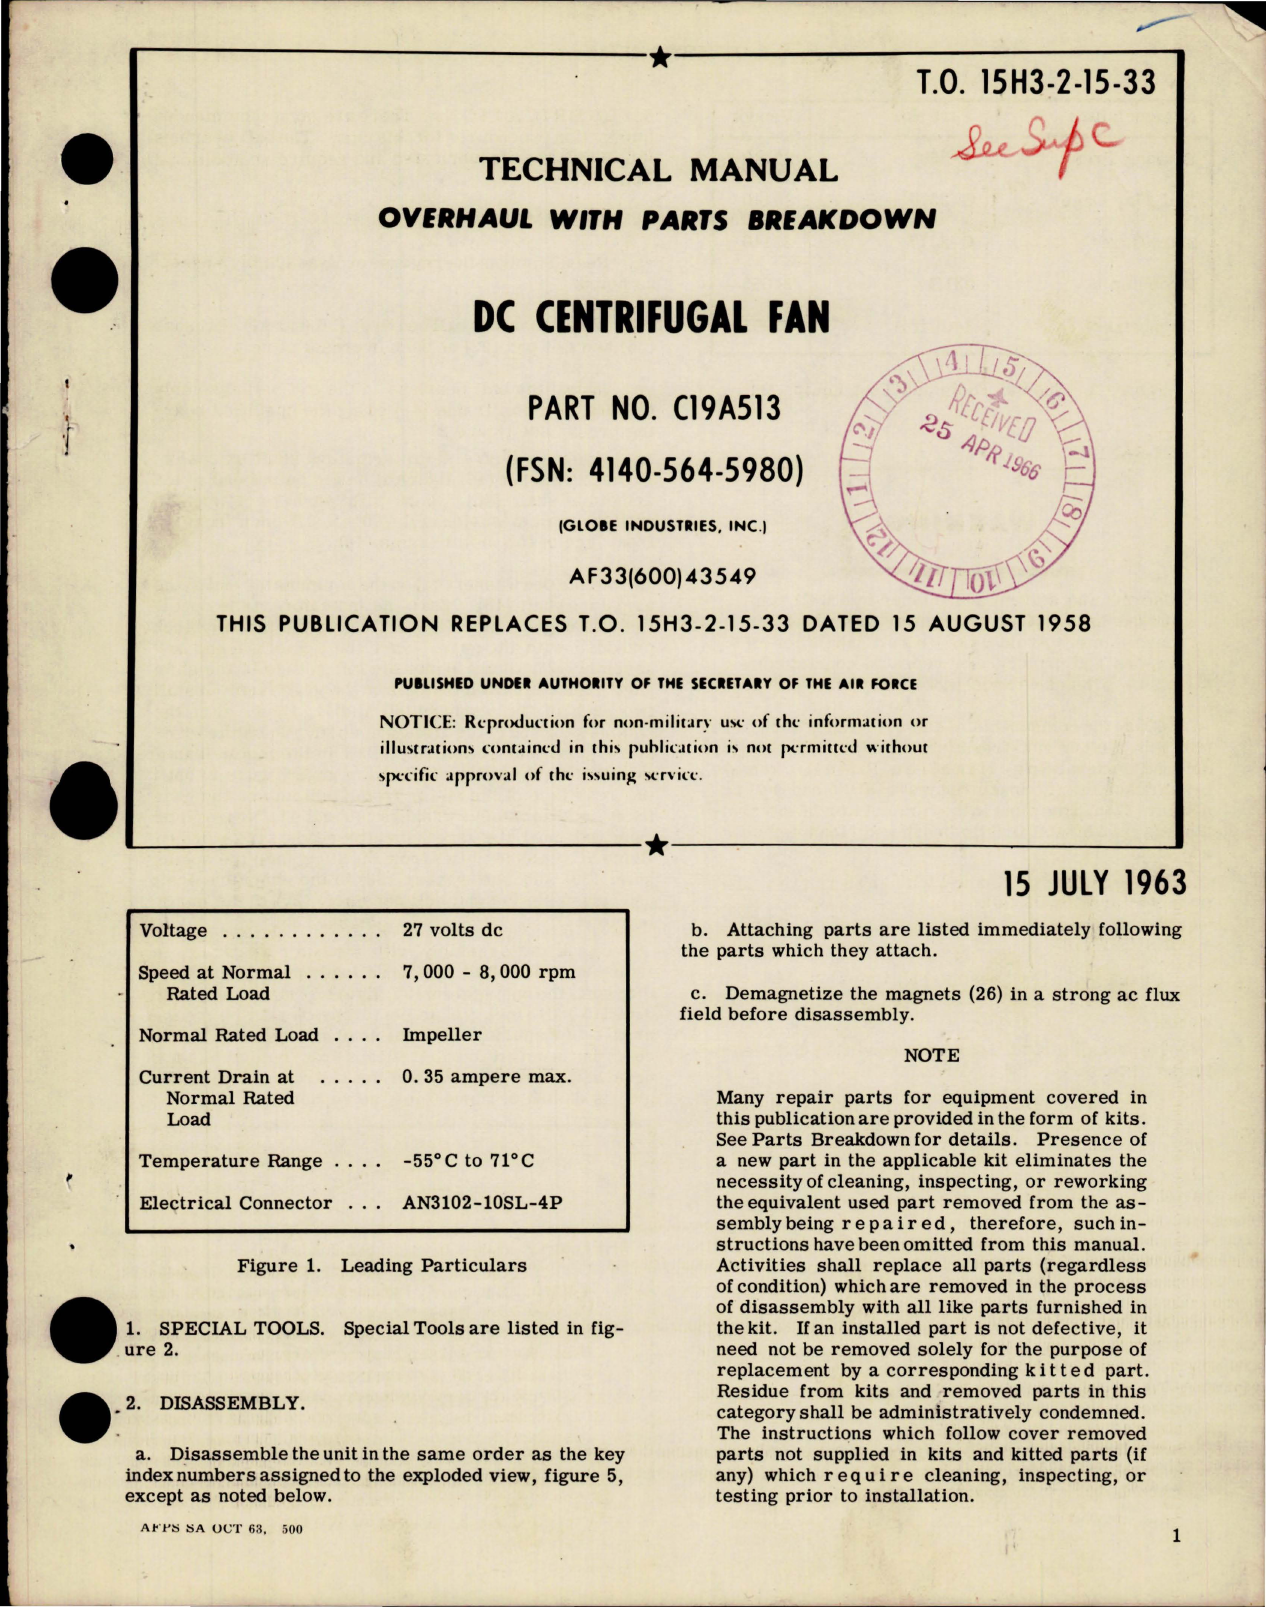 T.O. 15H3-2-15-33
See Sup C
TECHNICAL MANUAL
OVERHAUL WITH PARTS BREAKDOWN
DC CENTRIFUGAL FAN
PART NO. C19A513
(FSN: 4140-564-5980)
(GLOBE INDUSTRIES, INC.)
AF33(600)43549
1 2 3 4 5 6 7 8 9 10 11 12
RECEIVED
25 APR 1966
THIS PUBLICATION REPLACES T.O. 15H3-2-15-33 DATED 15 AUGUST 1958
PUBLISHED UNDER AUTHORITY OF THE SECRETARY OF THE AIR FORCE
NOTICE: Reproduction for non-military use of the information or
illustrations contained in this publication is not permitted without
specific approval of the issuing service.
15 JULY 1963
Voltage . . . . . . . . . . . . 27 volts dc
Speed at Normal . . . . . . 7,000 - 8,000 rpm
Rated Load
Normal Rated Load . . . . Impeller
Current Drain at . . . . . 0.35 ampere max.
Normal Rated
Load
Temperature Range . . . . -55°C to 71°C
Electrical Connector . . . AN3102-10SL-4P
Figure 1. Leading Particulars
1. SPECIAL TOOLS. Special Tools are listed in fig-
ure 2.
2. DISASSEMBLY.
a. Disassemble the unit in the same order as the key
index numbers assigned to the exploded view, figure 5,
except as noted below.
b. Attaching parts are listed immediately following
the parts which they attach.
c. Demagnetize the magnets (26) in a strong ac flux
field before disassembly.
NOTE
Many repair parts for equipment covered in
this publication are provided in the form of kits.
See Parts Breakdown for details. Presence of
a new part in the applicable kit eliminates the
necessity of cleaning, inspecting, or reworking
the equivalent used part removed from the as-
sembly being repaired, therefore, such in-
structions have been omitted from this manual.
Activities shall replace all parts (regardless
of condition) which are removed in the process
of disassembly with all like parts furnished in
the kit. If an installed part is not defective, it
need not be removed solely for the purpose of
replacement by a corresponding kitted part.
Residue from kits and removed parts in this
category shall be administratively condemned.
The instructions which follow cover removed
parts not supplied in kits and kitted parts (if
any) which require cleaning, inspecting, or
testing prior to installation.
AFPS SA OCT 63, 500
1